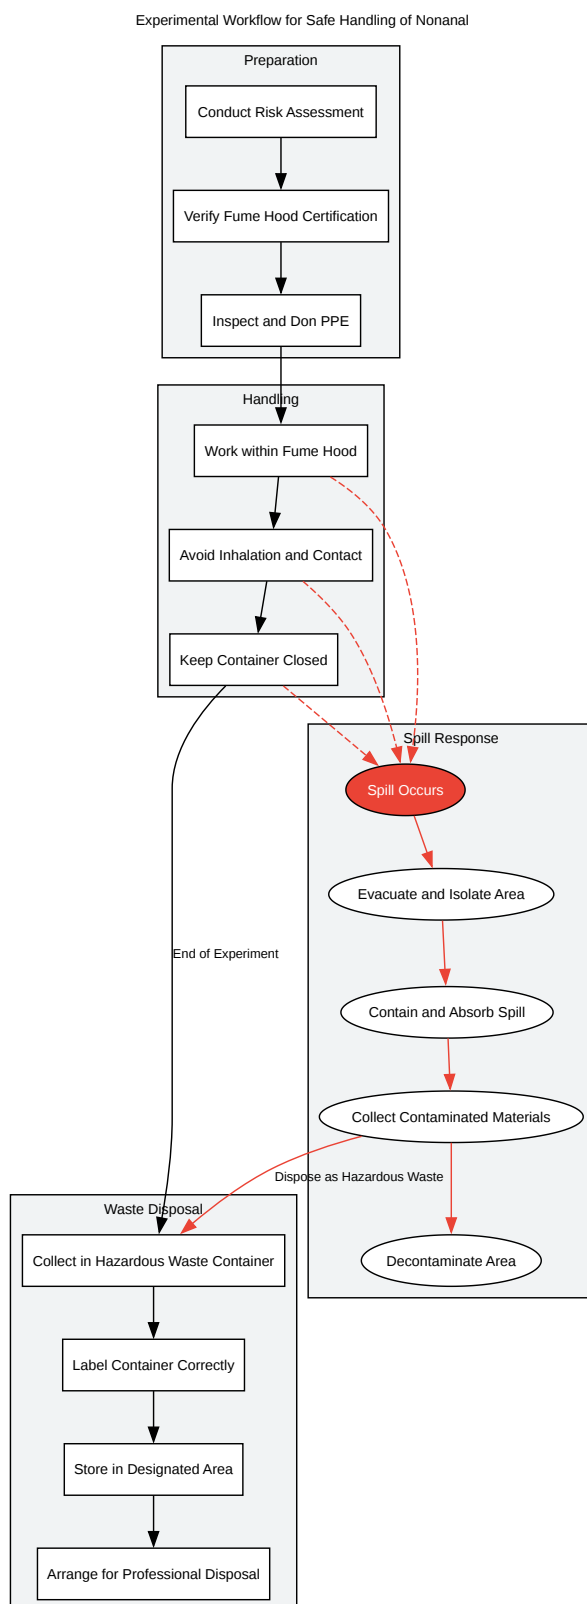 Experimental Workflow for Safe Handling of Nonanal
Preparation
Conduct Risk Assessment
Verify Fume Hood Certification
Inspect and Don PPE
Handling
Work within Fume Hood
Avoid Inhalation and Contact
Keep Container Closed
Spill Response
Spill Occurs
Evacuate and Isolate Area
End of Experiment
Contain and Absorb Spill
Collect Contaminated Materials
Dispose as Hazardous Waste
Waste Disposal
Collect in Hazardous Waste Container
Decontaminate Area
Label Container Correctly
Store in Designated Area
Arrange for Professional Disposal